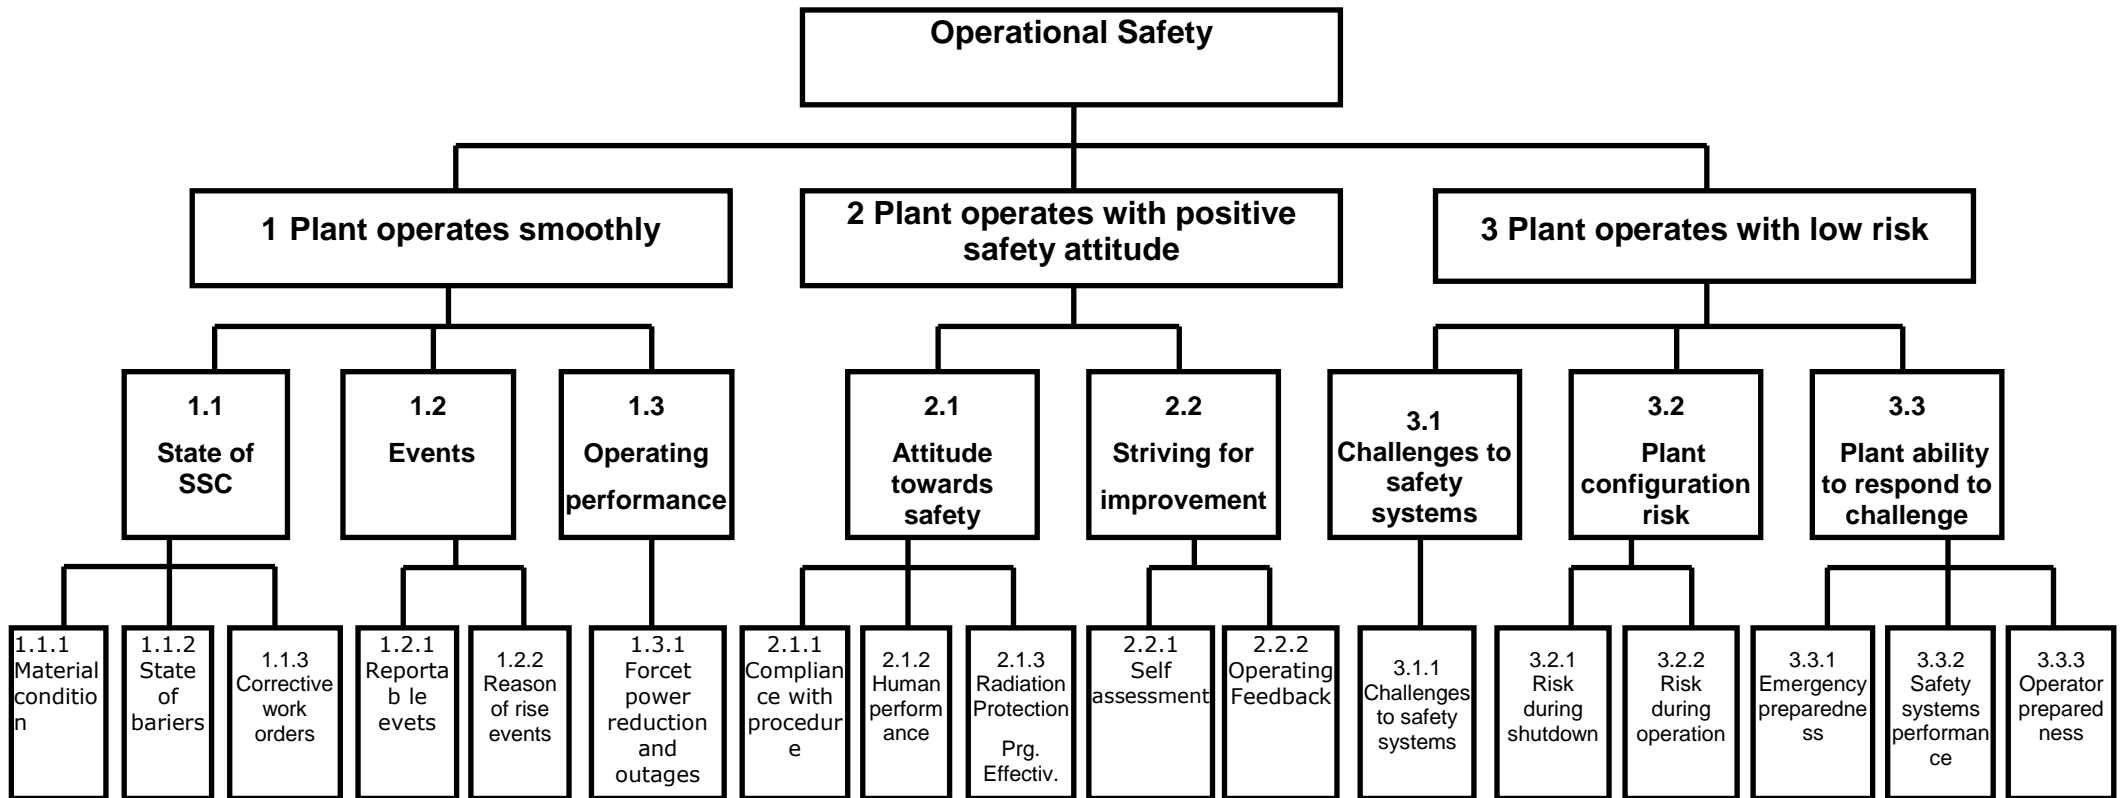 Operational Safety
1 Plant operates smoothly
2 Plant operates with positive
safety attitude
3 Plant operates with low risk
1.1
State of
SSC
1.2
Events
1.3
Operating
performance
2.1
Attitude
towards
safety
2.2
Striving for
improvement
3.1
Challenges to
safety
systems
3.2
Plant
configuration
risk
3.3
Plant ability
to respond to
challenge
1.1.1
Material
conditio
n
1.1.2
State
of
bariers
1.1.3
Corrective
work
orders
1.2.1
Reporta
b le
evets
1.2.2
Reason
of rise
events
1.3.1
Forcet
power
reduction
and
outages
2.1.1
Complian
ce with
procedur
e
2.1.2
Human
perform
ance
2.1.3
Radiation
Protection
Prg.
Effectiv.
2.2.1
Self
assessment
2.2.2
Operating
Feedback
3.1.1
Challenges
to safety
systems
3.2.1
Risk
during
shutdown
3.2.2
Risk
during
operation
3.3.1
Emergency
preparedne
ss
3.3.2
Safety
systems
performan
ce
3.3.3
Operator
prepared
ness